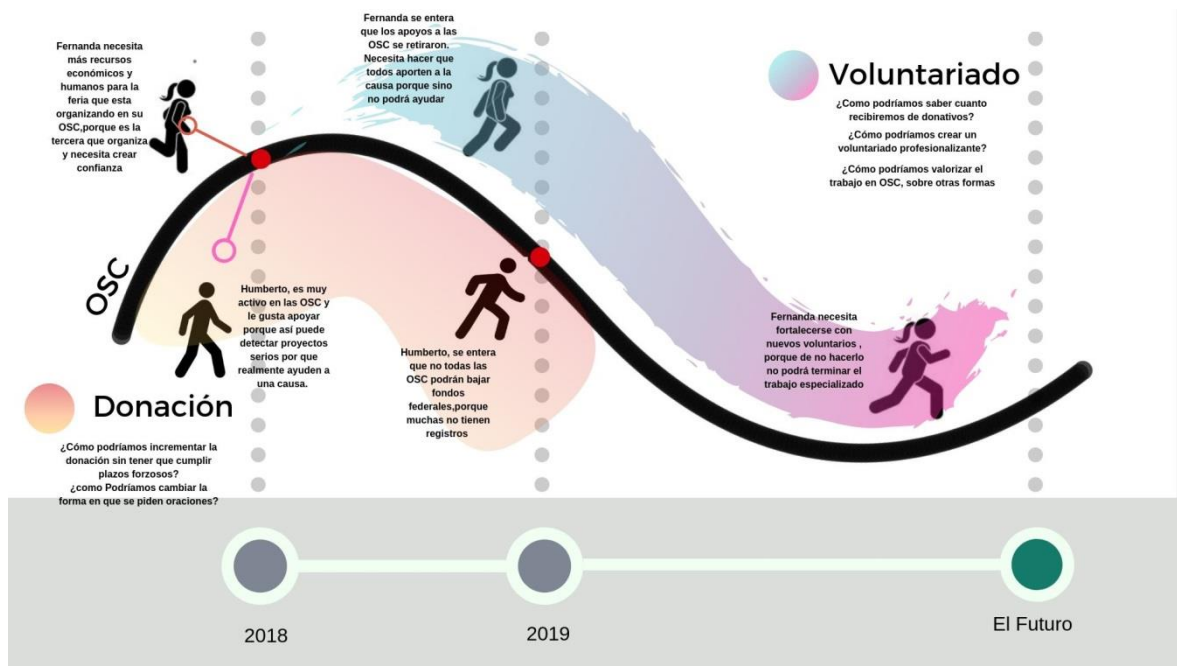 Fernanda necesita
más recursos
económicos y
humanos para la
feria que esta
organizando en su
OSC,porque es la
tercera que organiza
y necesita crear
confianza
Fernanda se entera
que los apoyos a las
OSC se retiraron.
Necesita hacer que
todos aporten a la
causa porque sino
no podrá ayudar
Voluntariado
¿Como podríamos saber cuanto
recibiremos de donativos?
¿Cómo podríamos crear un
voluntariado profesionalizante?
¿Cómo podríamos valorizar el
trabajo en OSC, sobre otras formas
OSC
Humberto, es muy
activo en las OSC y
le gusta apoyar
porque así puede
detectar proyectos
serios por que
realmente ayuden a
una causa.
Humberto, se entera
que no todas las
OSC podrán bajar
fondos
federales,porque
muchas no tienen
registros
Fernanda necesita
fortalecerse con
nuevos voluntarios ,
porque de no hacerlo
no podrá terminar el
trabajo especializado
Donación
¿Cómo podríamos incrementar la
donación sin tener que cumplir
plazos forzosos?
¿como Podríamos cambiar la
forma en que se piden oraciones?
2018
2019
El Futuro